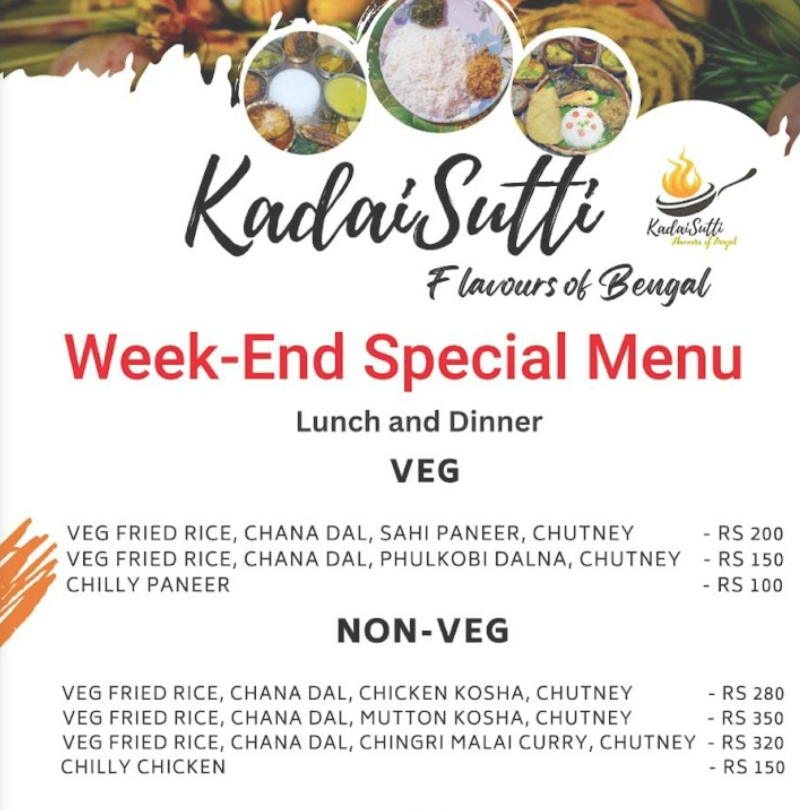 KadaiSutti
KadaiSutti
Flavours of Bengal
Flavours of Bengal
Week-End Special Menu
Lunch and Dinner
VEG
VEG FRIED RICE, CHANA DAL, SAHI PANEER, CHUTNEY - RS 200
VEG FRIED RICE, CHANA DAL, PHULKOBI DALNA, CHUTNEY - RS 150
CHILLY PANEER - RS 100
NON-VEG
VEG FRIED RICE, CHANA DAL, CHICKEN KOSHA, CHUTNEY - RS 280
VEG FRIED RICE, CHANA DAL, MUTTON KOSHA, CHUTNEY - RS 350
VEG FRIED RICE, CHANA DAL, CHINGRI MALAI CURRY, CHUTNEY - RS 320
CHILLY CHICKEN - RS 150